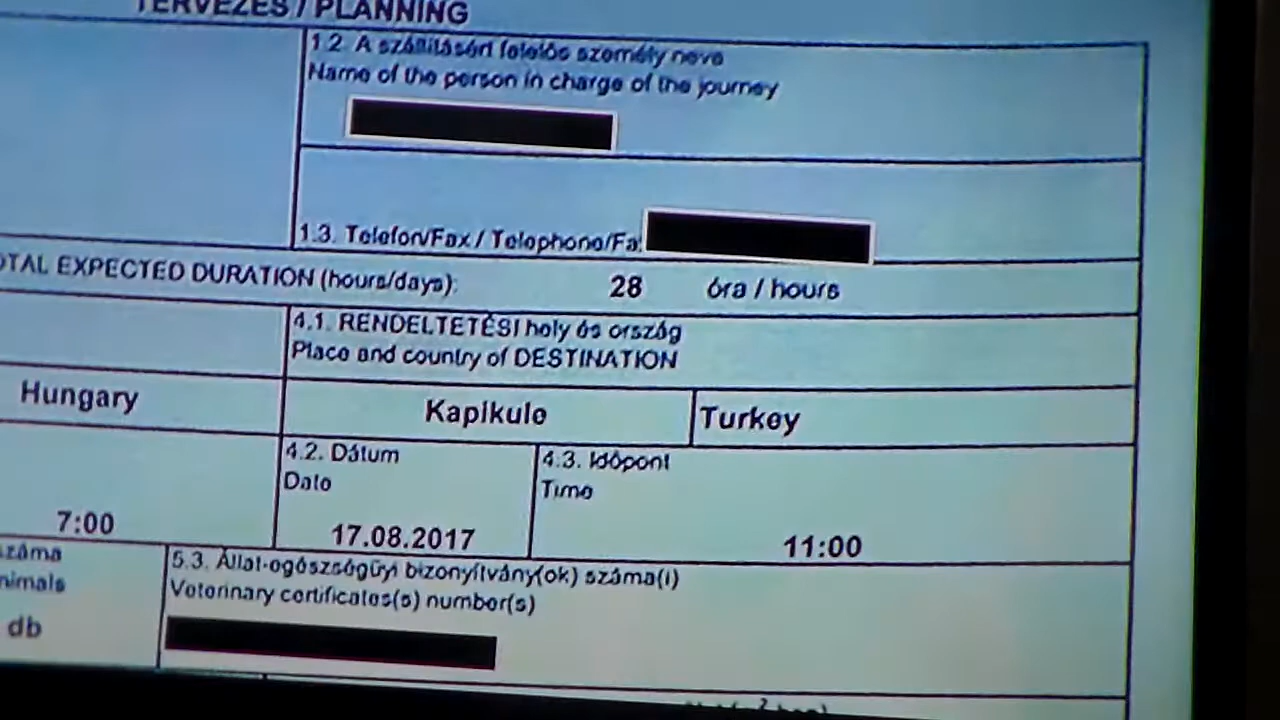 TERVEZÉS / PLANNING
1.2. A szállításért felelős személy neve
Name of the person in charge of the journey
1.3. Telefon/Fax / Telephone/Fa
OTAL EXPECTED DURATION (hours/days): 28 óra / hours
4.1. RENDELTETÉSI hely és ország
Place and country of DESTINATION
Hungary Kapikule Turkey
4.2. Dátum 4.3. Időpont
Date Time
7:00 17.08.2017 11:00
száma 5.3. Állat-egészségűyi bizonyítvány(ok) száma(i)
nimals Veterinary certificates(s) number(s)
db